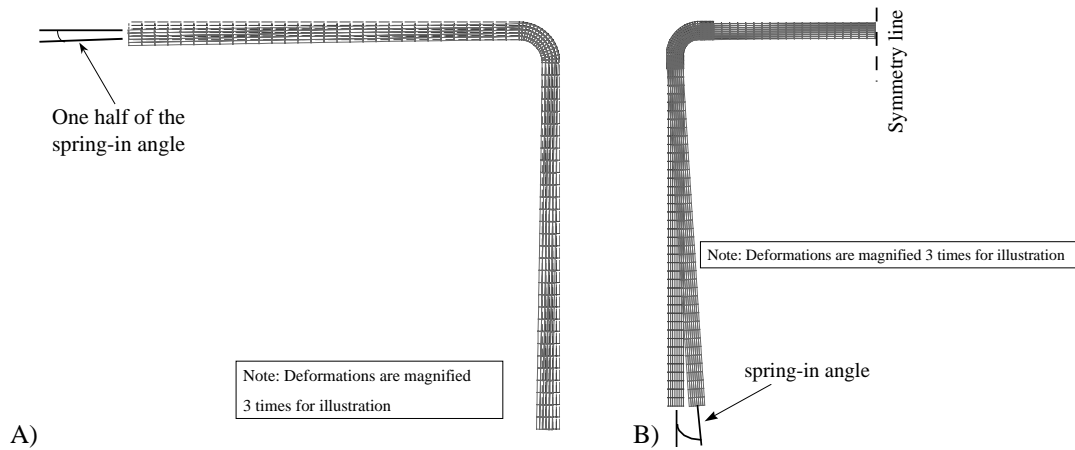 One half of the
spring-in angle
Note: Deformations are magnified
3 times for illustration
A)
Symmetry line
Note: Deformations are magnified 3 times for illustration
spring-in angle
B)